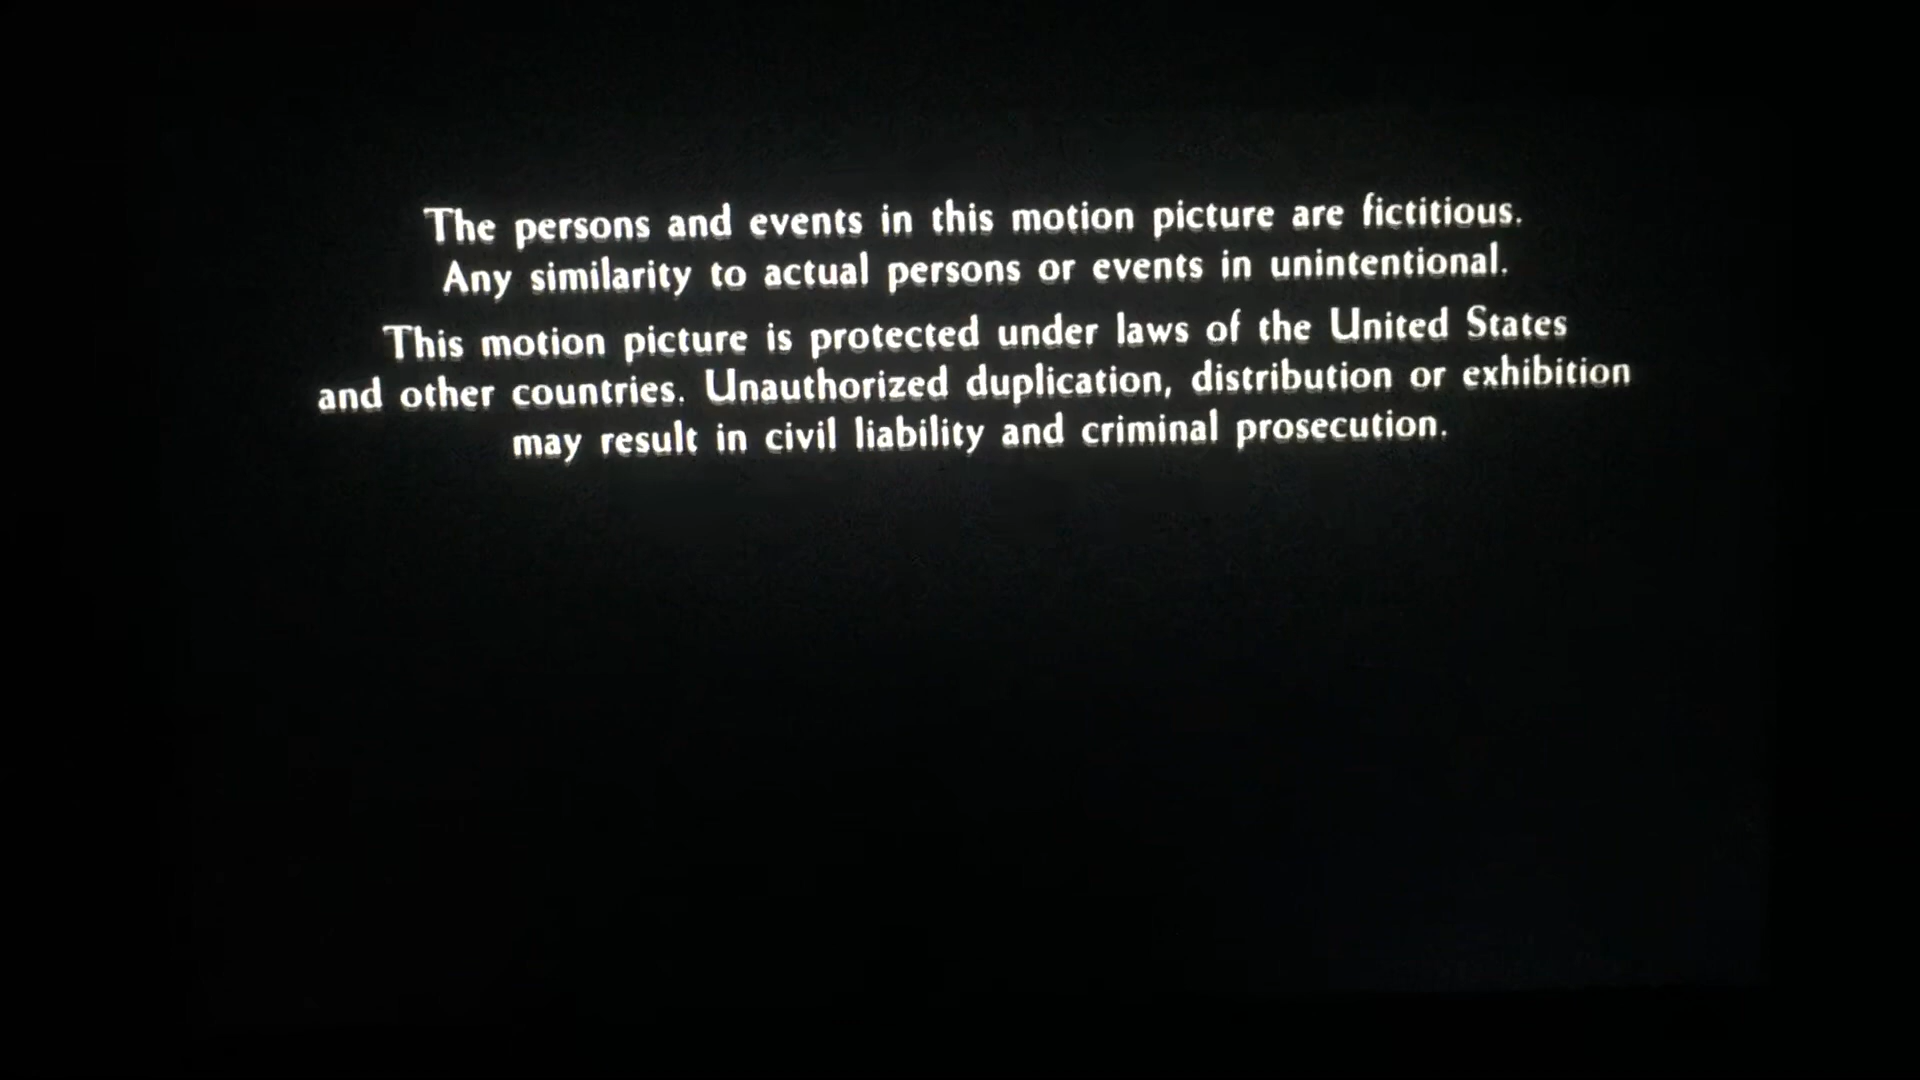 The persons and events in this motion picture are fictitious.
Any similarity to actual persons or events in unintentional.
This motion picture is protected under laws of the United States
and other countries. Unauthorized duplication, distribution or exhibition
may result in civil liability and criminal prosecution.